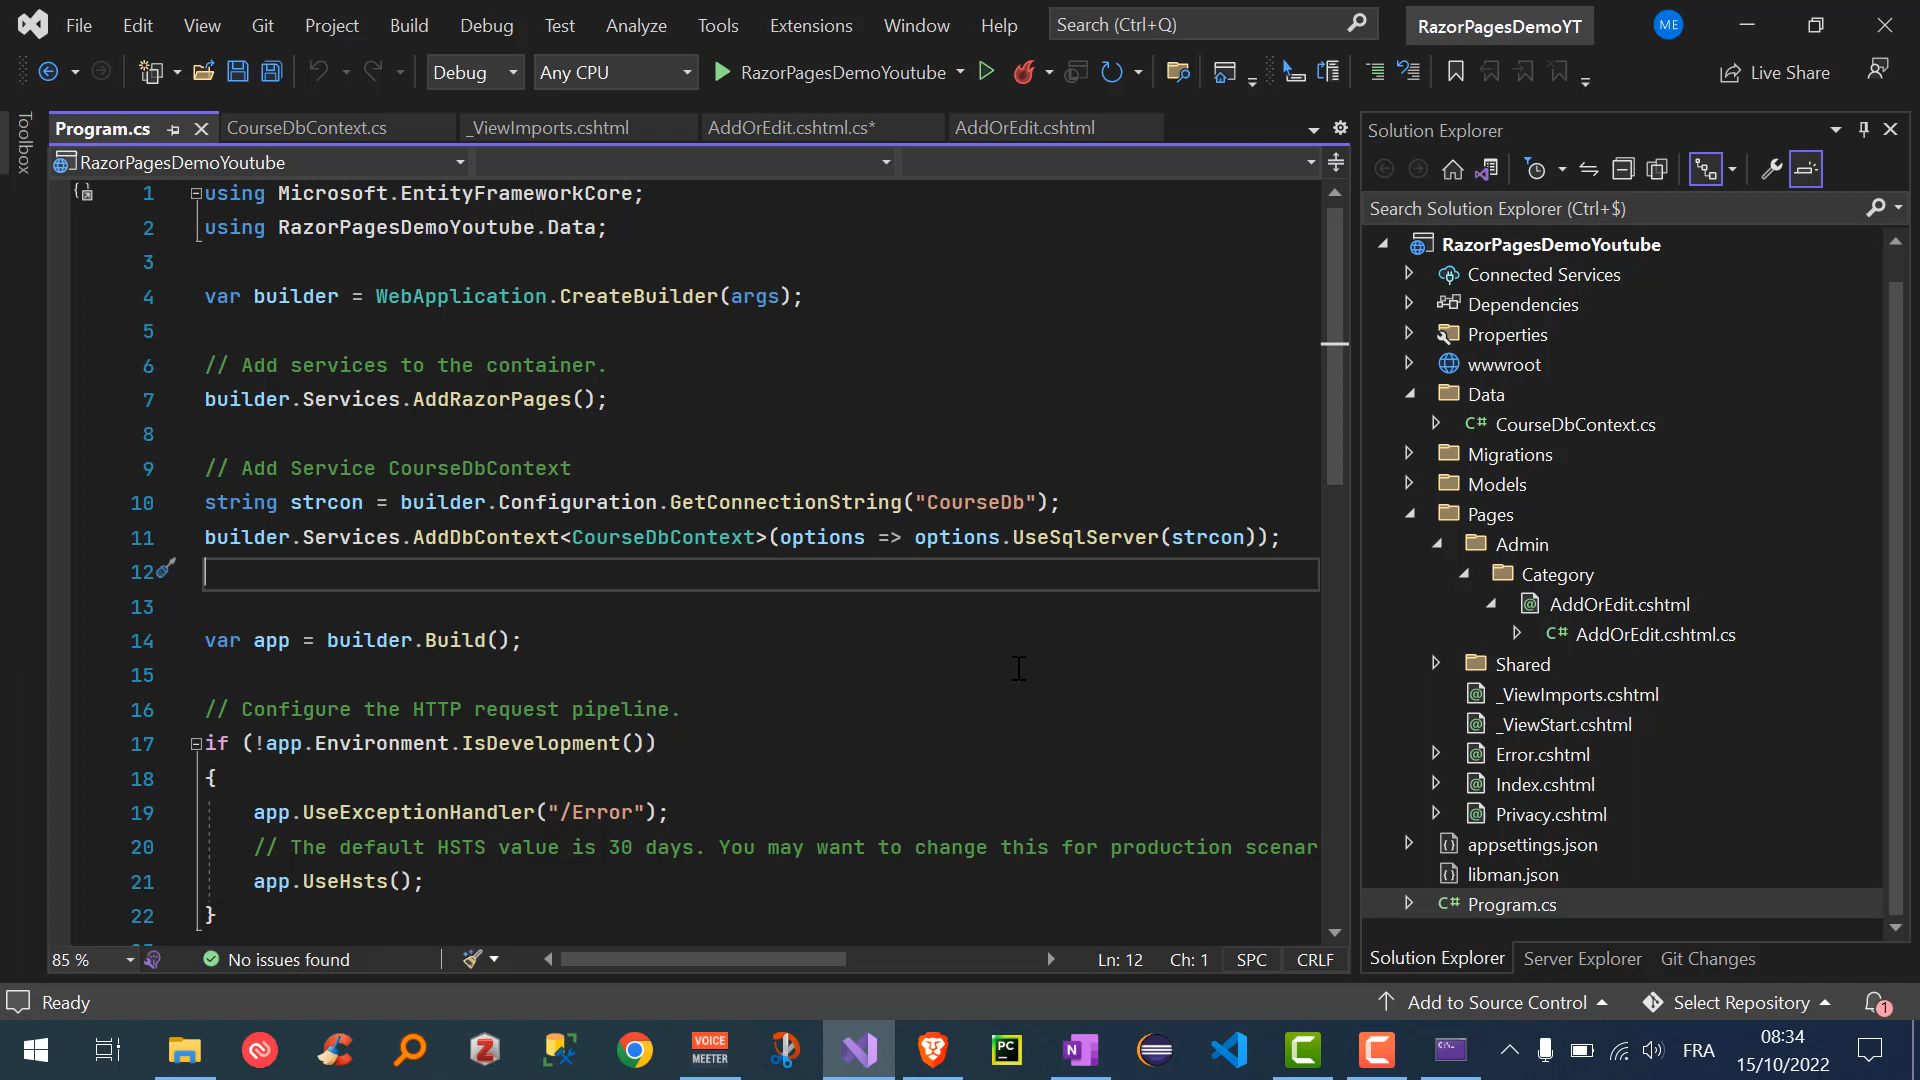 File Edit View Git Project Build Debug Test Analyze Tools Extensions Window Help Search (Ctrl+Q) RazorPagesDemoYT ME
Debug Any CPU RazorPagesDemoYoutube Live Share
Toolbox
Program.cs CourseDbContext.cs _ViewImports.cshtml AddOrEdit.cshtml.cs* AddOrEdit.cshtml
RazorPagesDemoYoutube
1 using Microsoft.EntityFrameworkCore;
2 using RazorPagesDemoYoutube.Data;
3
4 var builder = WebApplication.CreateBuilder(args);
5
6 // Add services to the container.
7 builder.Services.AddRazorPages();
8
9 // Add Service CourseDbContext
10 string strcon = builder.Configuration.GetConnectionString("CourseDb");
11 builder.Services.AddDbContext<CourseDbContext>(options => options.UseSqlServer(strcon));
12
13
14 var app = builder.Build();
15
16 // Configure the HTTP request pipeline.
17 if (!app.Environment.IsDevelopment())
18 {
19 app.UseExceptionHandler("/Error");
20 // The default HSTS value is 30 days. You may want to change this for production scenar
21 app.UseHsts();
22 }
85 % No issues found Ln: 12 Ch: 1 SPC CRLF
Solution Explorer
Search Solution Explorer (Ctrl+$)
RazorPagesDemoYoutube
Connected Services
Dependencies
Properties
wwwroot
Data
C# CourseDbContext.cs
Migrations
Models
Pages
Admin
Category
AddOrEdit.cshtml
C# AddOrEdit.cshtml.cs
Shared
_ViewImports.cshtml
_ViewStart.cshtml
Error.cshtml
Index.cshtml
Privacy.cshtml
appsettings.json
libman.json
C# Program.cs
Solution Explorer Server Explorer Git Changes
Ready Add to Source Control Select Repository 1
VOICE
MEETER
PC
N
FRA
08:34
15/10/2022